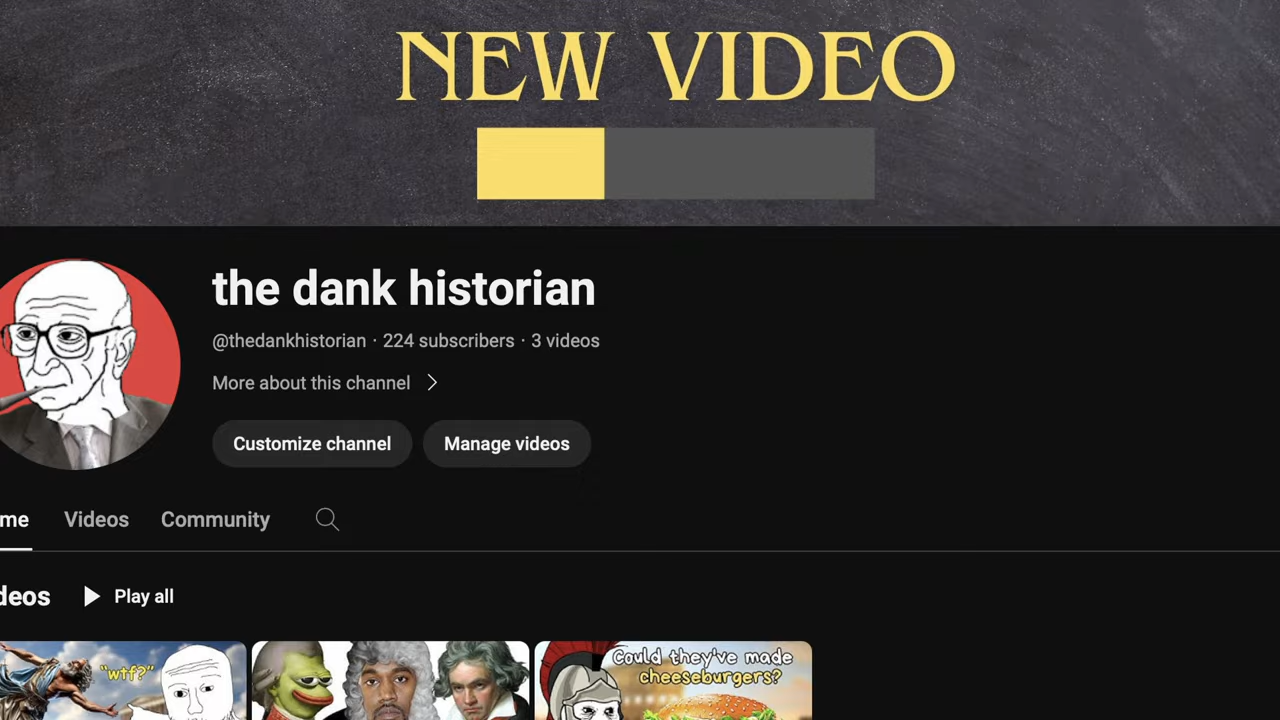 NEW VIDEO
the dank historian
@thedankhistorian · 224 subscribers · 3 videos
More about this channel
Customize channel Manage videos
me Videos Community
deos Play all
"wtf?"
Could they've made
cheeseburgers?